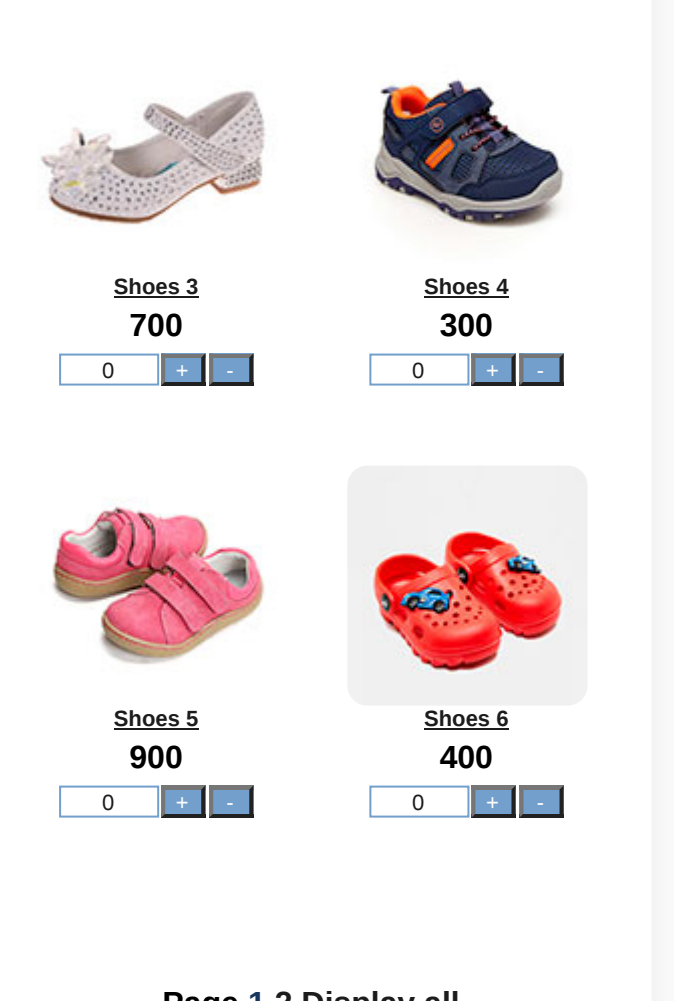 Shoes 3
700
0 + -
Shoes 4
300
0 + -
Shoes 5
900
0 + -
Shoes 6
400
0 + -
Page 1 2 Display all